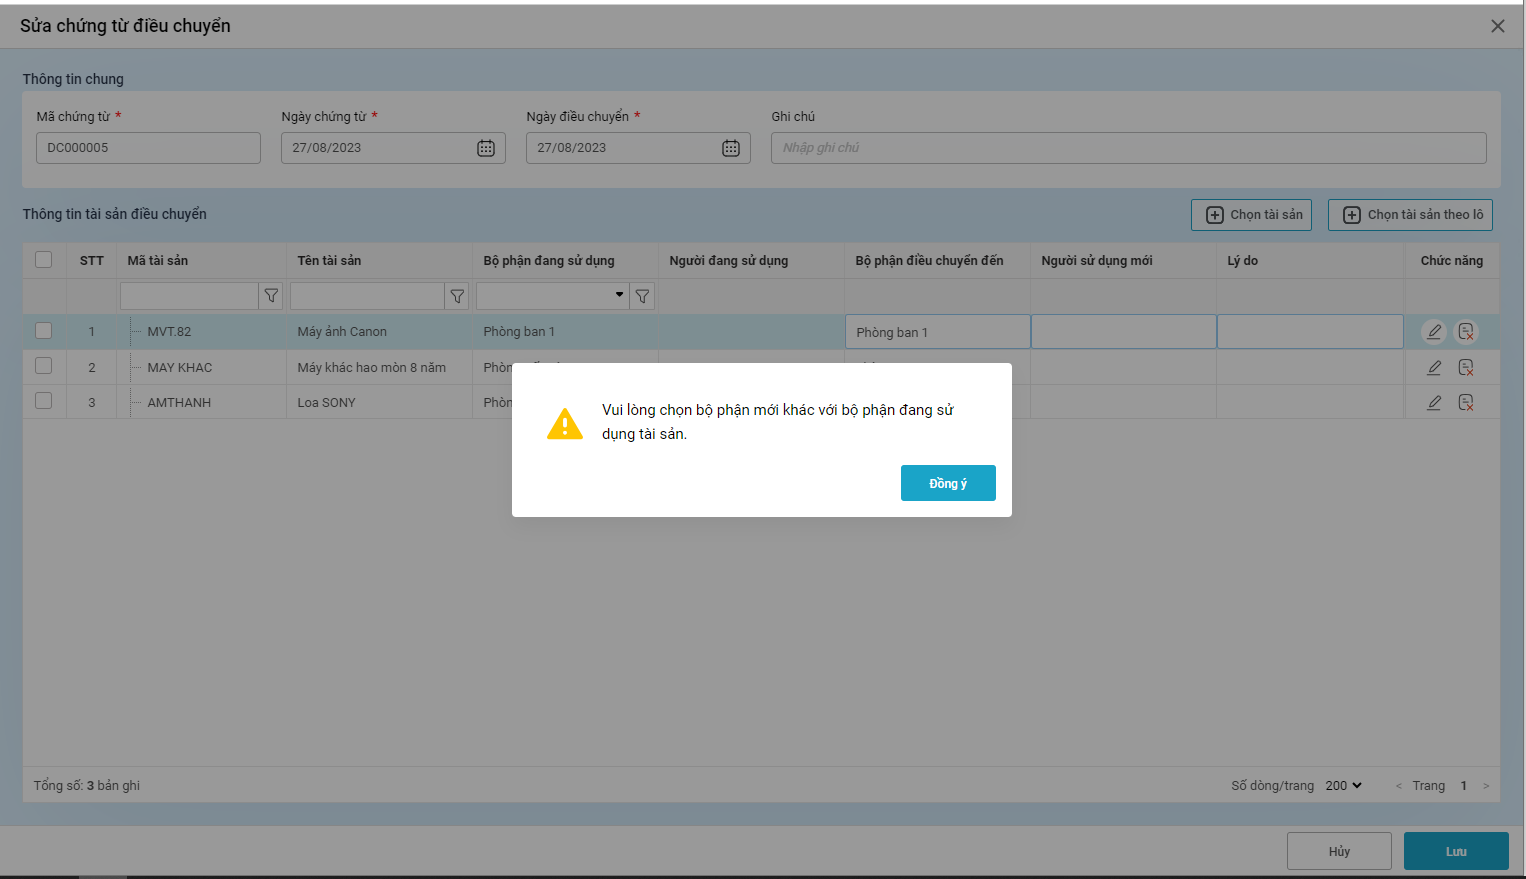 Sửa chứng từ điều chuyển
Thông tin chung
Mã chứng từ * Ngày chứng từ * Ngày điều chuyển * Ghi chú
DC000005 27/08/2023 27/08/2023 Nhập ghi chú
Thông tin tài sản điều chuyển Chọn tài sản Chọn tài sản theo lô
STT Mã tài sản Tên tài sản Bộ phận đang sử dụng Người đang sử dụng Bộ phận điều chuyển đến Người sử dụng mới Lý do Chức năng
1 MVT.82 Máy ảnh Canon Phòng ban 1 Phòng ban 1
2 MAY KHAC Máy khác hao mòn 8 năm
3 AMTHANH Loa SONY
Vui lòng chọn bộ phận mới khác với bộ phận đang sử
dụng tài sản.
Đồng ý
Tổng số: 3 bản ghi Số dòng/trang 200 < Trang 1 >
Hủy Lưu